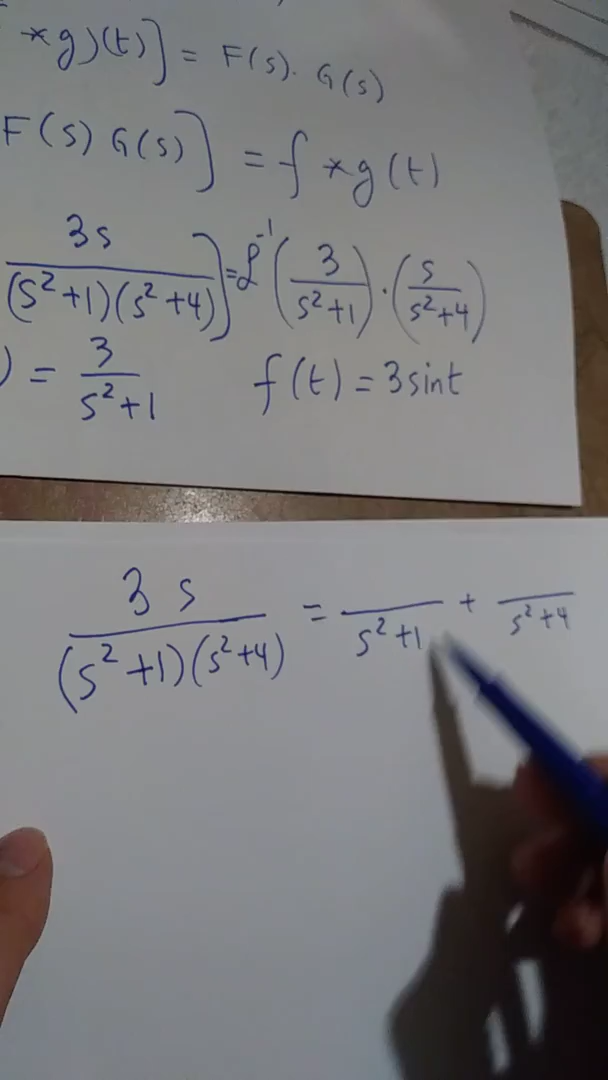 *g)(t)] = F(s). G(s)
F(s) G(s)] = f *g(t)
3s/((s²+1)(s²+4))] = ℒ⁻¹(3/(s²+1)) · (s/(s²+4))
) = 3/(s²+1) f(t) = 3sint
3s/((s²+1)(s²+4)) = /(s²+1) + /(s²+4)